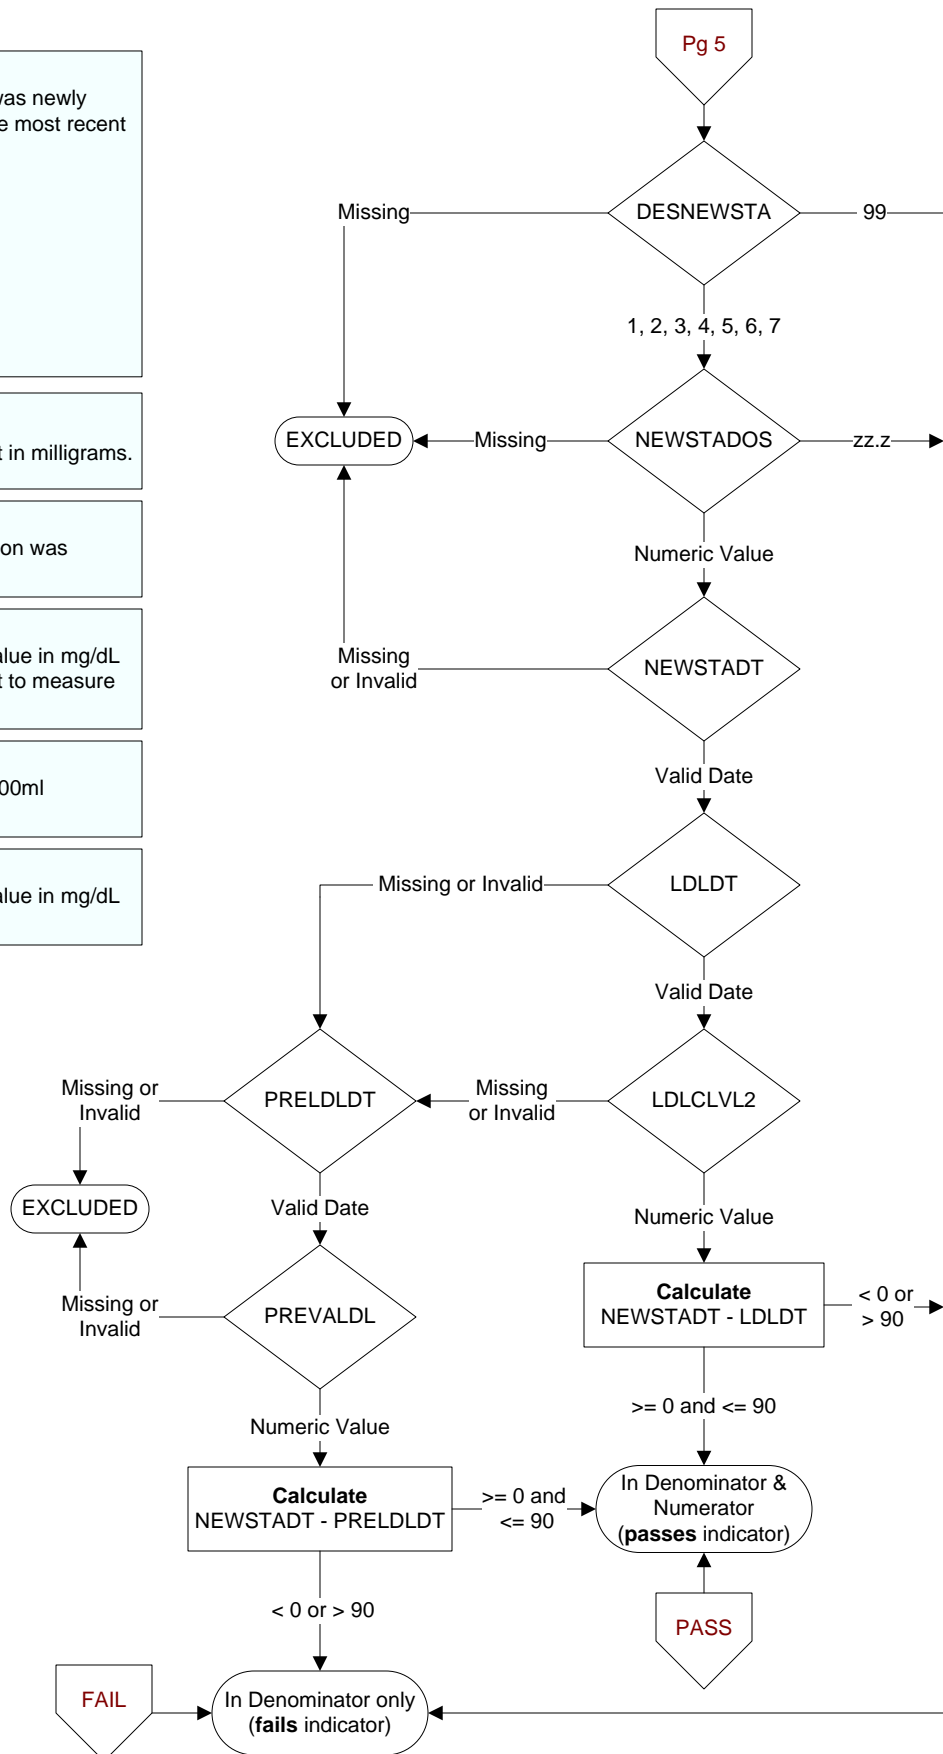 Pg 5
was newly
e most recent
t in milligrams.
on was
alue in mg/dL
t to measure
00ml
alue in mg/dL
DESNEWSTA
Missing
99
1, 2, 3, 4, 5, 6, 7
EXCLUDED
Missing
NEWSTADOS
zz.z
Numeric Value
Missing
or Invalid
NEWSTADT
Valid Date
Missing or Invalid
LDLDT
Valid Date
Missing or
Invalid
PRELDLDT
Missing
or Invalid
LDLCLVL2
EXCLUDED
Valid Date
Numeric Value
Missing or
Invalid
PREVALDL
Calculate
NEWSTADT - LDLDT
< 0 or
> 90
Numeric Value
>= 0 and <= 90
Calculate
NEWSTADT - PRELDLDT
>= 0 and
<= 90
In Denominator &
Numerator
(passes indicator)
< 0 or > 90
PASS
FAIL
In Denominator only
(fails indicator)